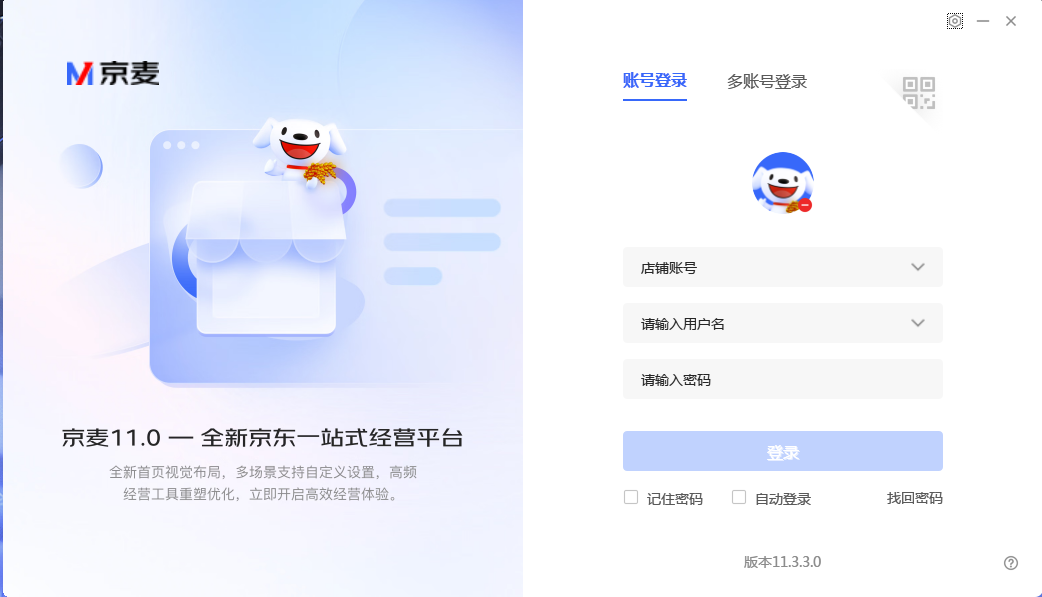 京麦
京麦11.0 — 全新京东一站式经营平台
全新首页视觉布局，多场景支持自定义设置，高频
经营工具重塑优化，立即开启高效经营体验。
账号登录
多账号登录
店铺账号
请输入用户名
请输入密码
登录
记住密码
自动登录
找回密码
版本11.3.3.0